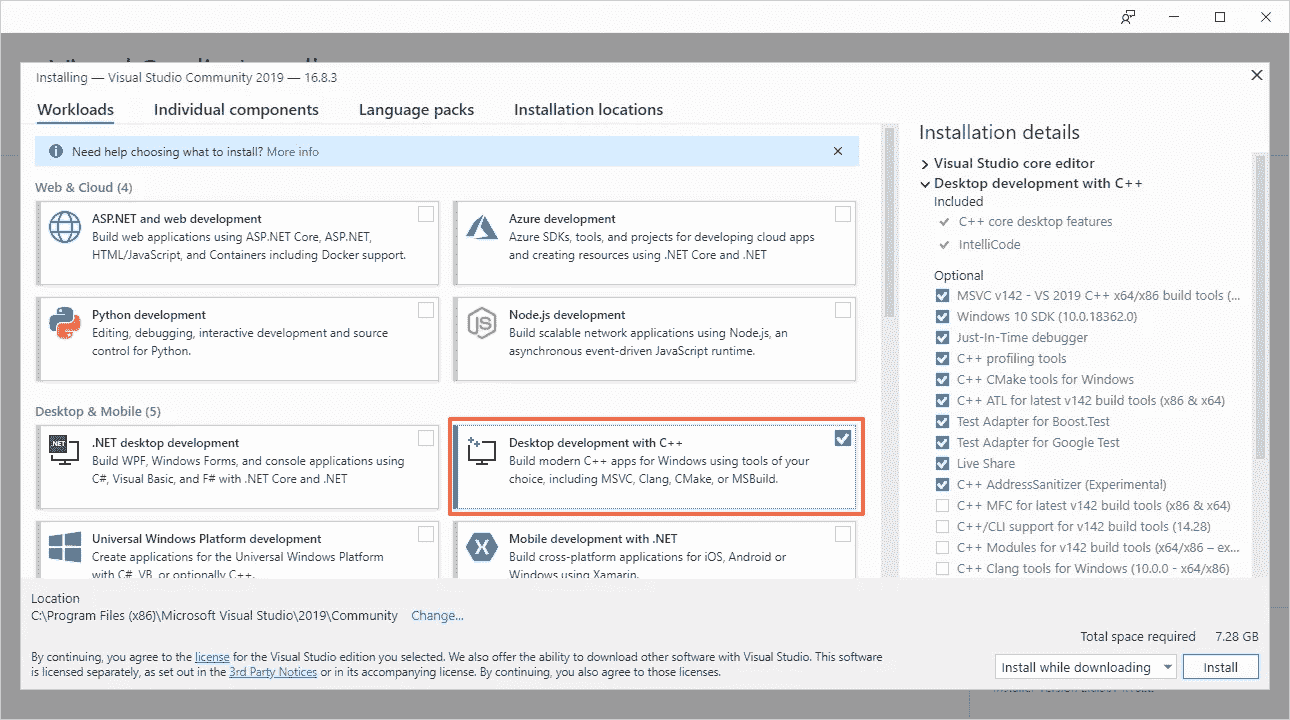 Installing — Visual Studio Community 2019 — 16.8.3
Workloads
Individual components
Language packs
Installation locations
Need help choosing what to install? More info
Web & Cloud (4)
ASP.NET and web development
Build web applications using ASP.NET Core, ASP.NET,
HTML/JavaScript, and Containers including Docker support.
Azure development
Azure SDKs, tools, and projects for developing cloud apps
and creating resources using .NET Core and .NET
Python development
Editing, debugging, interactive development and source
control for Python.
Node.js development
Build scalable network applications using Node.js, an
asynchronous event-driven JavaScript runtime.
Desktop & Mobile (5)
.NET
.NET desktop development
Build WPF, Windows Forms, and console applications using
C#, Visual Basic, and F# with .NET Core and .NET
Desktop development with C++
Build modern C++ apps for Windows using tools of your
choice, including MSVC, Clang, CMake, or MSBuild.
Universal Windows Platform development
Create applications for the Universal Windows Platform
with C#, VB, or optionally C++.
Mobile development with .NET
Build cross-platform applications for iOS, Android or
Windows using Xamarin.
Installation details
Visual Studio core editor
Desktop development with C++
Included
C++ core desktop features
IntelliCode
Optional
MSVC v142 - VS 2019 C++ x64/x86 build tools (...
Windows 10 SDK (10.0.18362.0)
Just-In-Time debugger
C++ profiling tools
C++ CMake tools for Windows
C++ ATL for latest v142 build tools (x86 & x64)
Test Adapter for Boost.Test
Test Adapter for Google Test
Live Share
C++ AddressSanitizer (Experimental)
C++ MFC for latest v142 build tools (x86 & x64)
C++/CLI support for v142 build tools (14.28)
C++ Modules for v142 build tools (x64/x86 – ex...
C++ Clang tools for Windows (10.0.0 - x64/x86)
Location
C:\Program Files (x86)\Microsoft Visual Studio\2019\Community Change...
By continuing, you agree to the license for the Visual Studio edition you selected. We also offer the ability to download other software with Visual Studio. This software
is licensed separately, as set out in the 3rd Party Notices or in its accompanying license. By continuing, you also agree to those licenses.
Total space required 7.28 GB
Install while downloading
Install